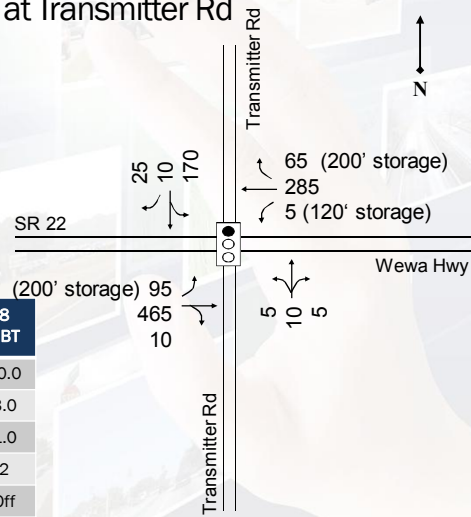 at Transmitter Rd
Transmitter Rd
N
25
10
170
65 (200' storage)
285
5 (120' storage)
SR 22
Wewa Hwy
(200' storage) 95
465
10
5
10
5
Transmitter Rd
8
BT
0.0
.0
1.0
2
Off